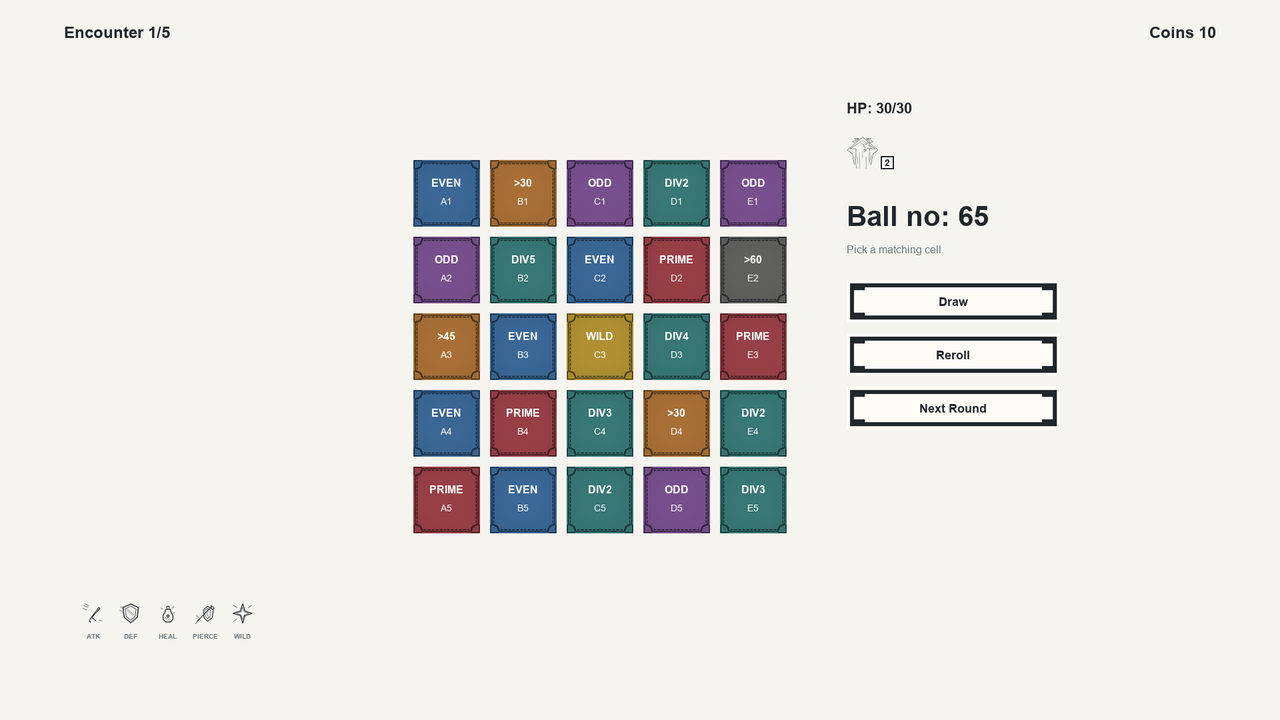 Encounter 1/5
Coins 10
HP: 30/30
2
EVEN >30 ODD DIV2 ODD
A1 B1 C1 D1 E1
Ball no: 65
Pick a matching cell.
ODD DIV5 EVEN PRIME >60
A2 B2 C2 D2 E2
Draw
>45 EVEN WILD DIV4 PRIME
A3 B3 C3 D3 E3
Reroll
EVEN PRIME DIV3 >30 DIV2
A4 B4 C4 D4 E4
Next Round
PRIME EVEN DIV2 ODD DIV3
A5 B5 C5 D5 E5
ATK DEF HEAL PIERCE WILD